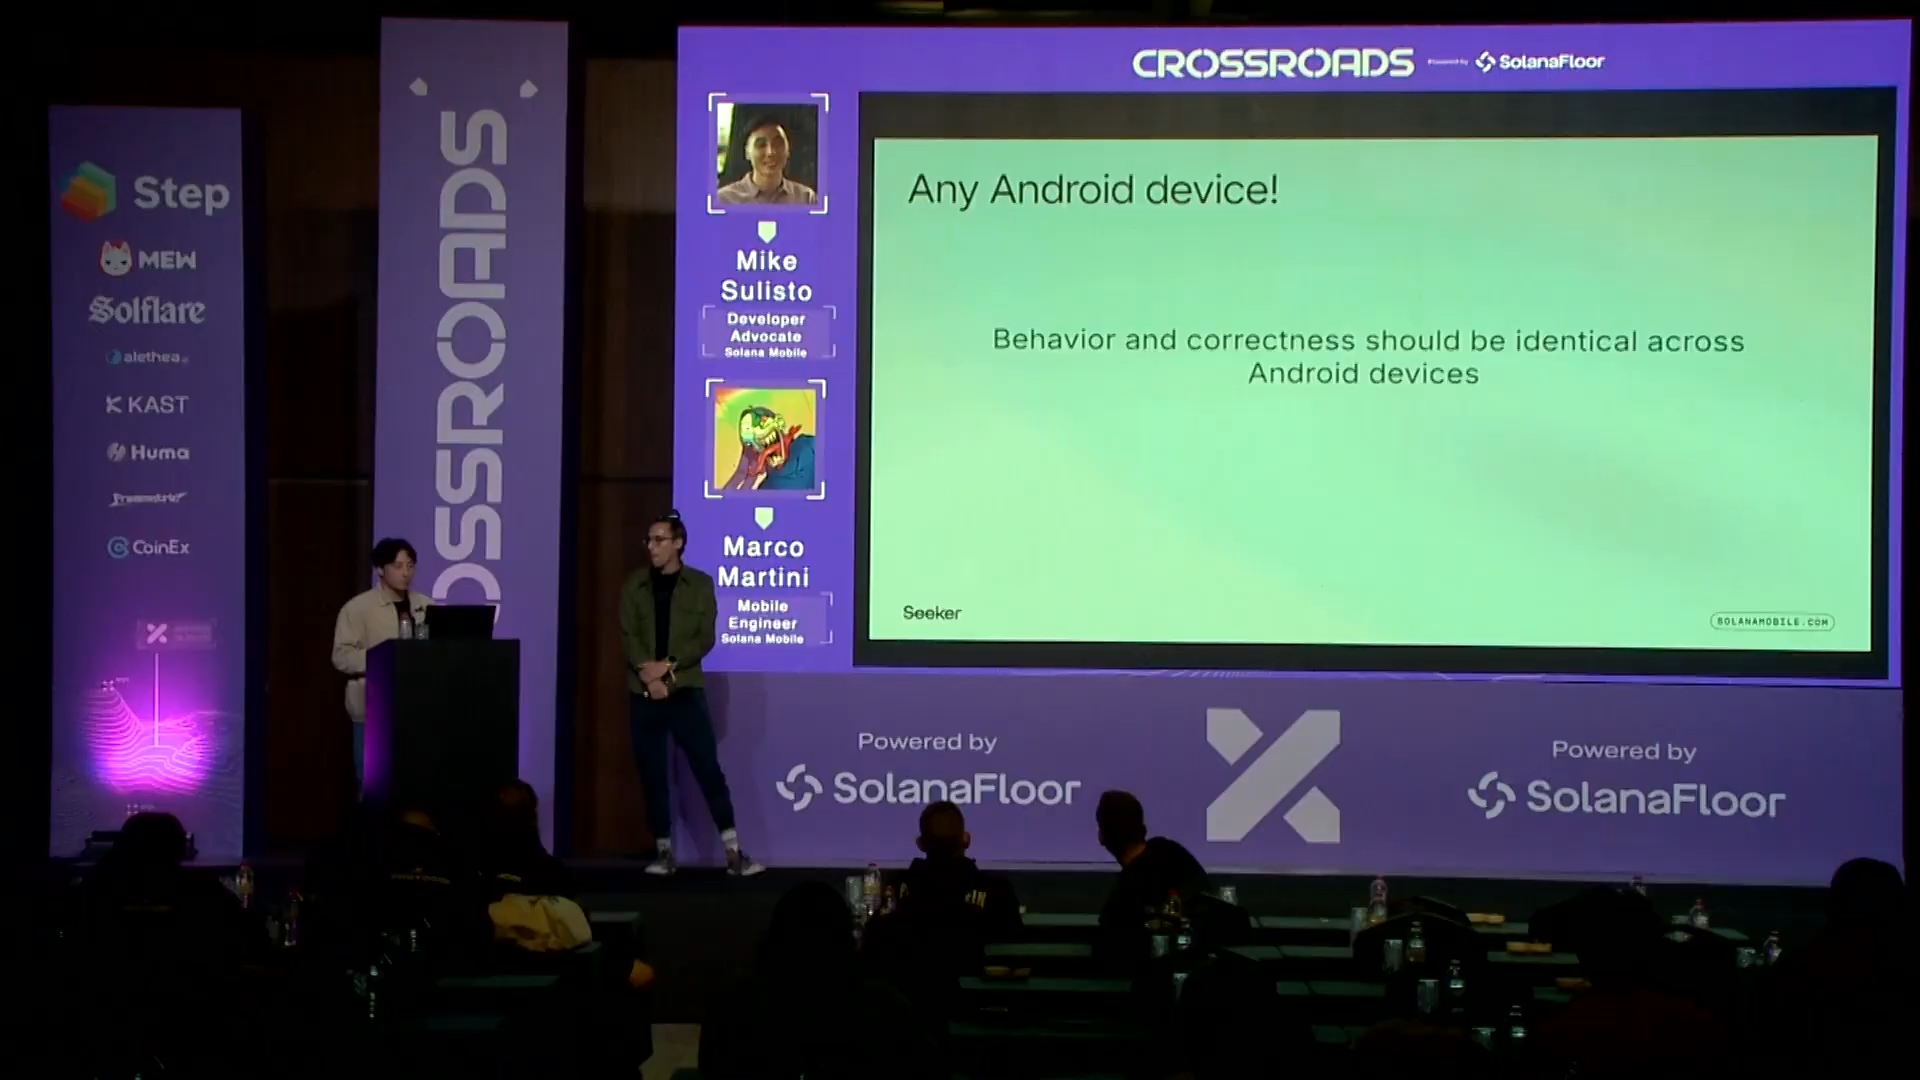 Step
MEW
Solflare
alethea
KAST
Huma
CoinEx
CROSSROADS
CROSSROADS
Powered by
SolanaFloor
Mike
Sulisto
Developer
Advocate
Solana Mobile
Marco
Martini
Mobile
Engineer
Solana Mobile
Any Android device!
Behavior and correctness should be identical across
Android devices
Seeker
SOLANAMOBILE.COM
Powered by
SolanaFloor
Powered by
SolanaFloor